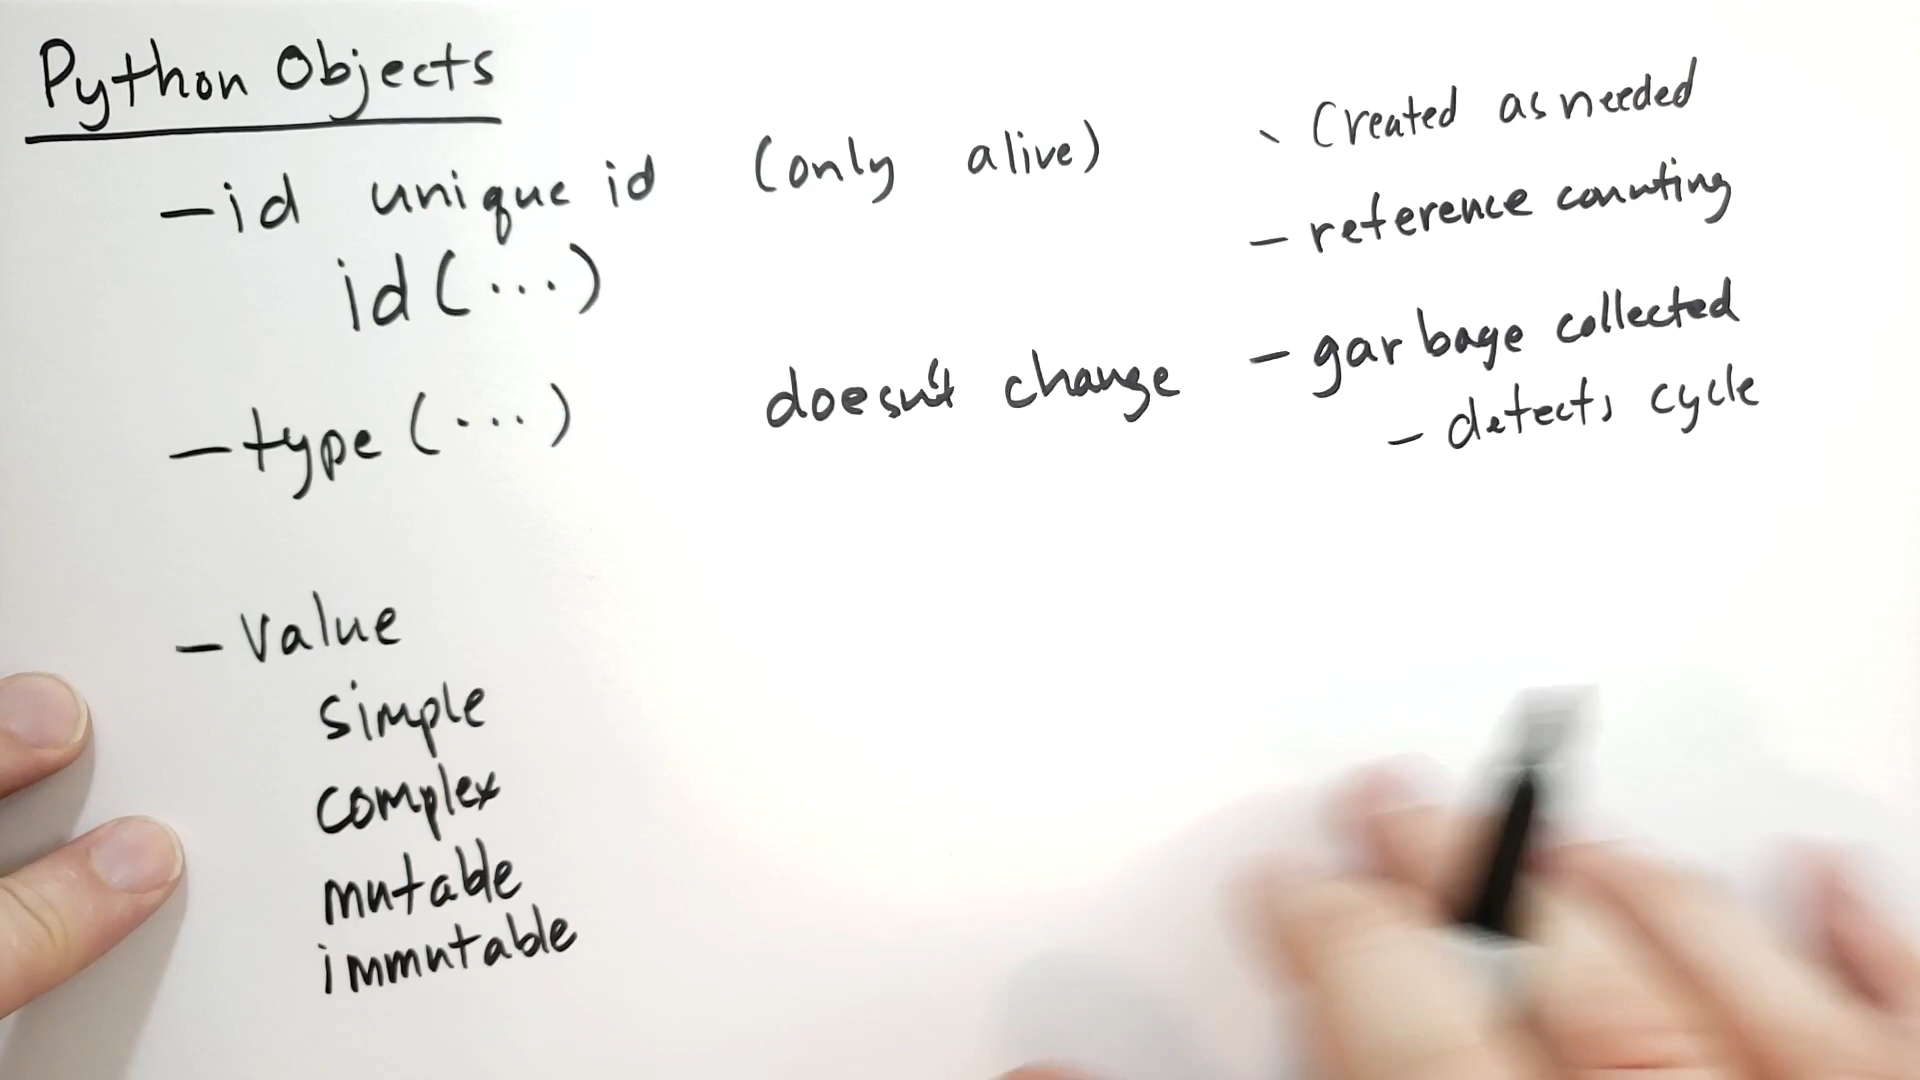 Python Objects
- id unique id (only alive)
id (...)
- type (...) doesn't change
- Value
simple
complex
mutable
immutable
- Created as needed
- reference counting
- garbage collected
- detects cycle